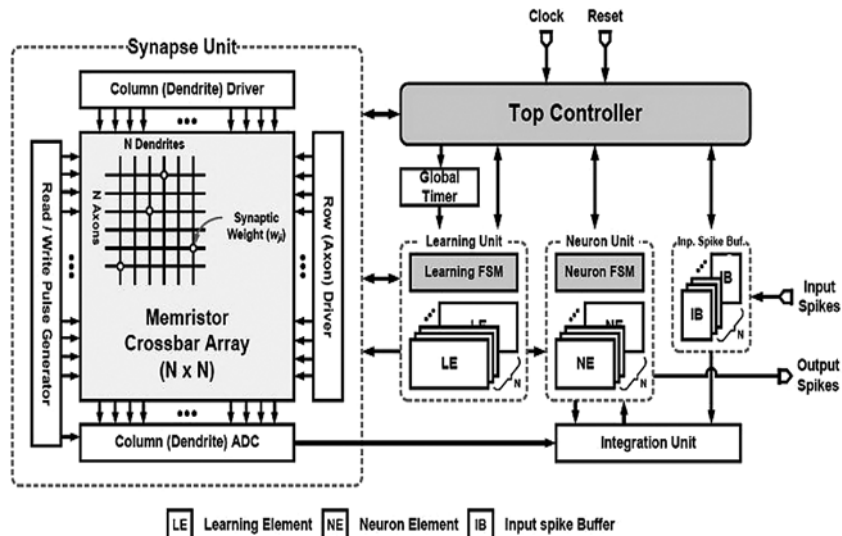 Clock
Reset
Synapse Unit
Column (Dendrite) Driver
Top Controller
N Dendrites
N Axons
Synaptic
Weight (wji)
Read / Write Pulse Generator
Row (Axon) Driver
Memristor
Crossbar Array
(N x N)
Column (Dendrite) ADC
Global
Timer
Learning Unit
Learning FSM
LE
LE
N
Neuron Unit
Neuron FSM
NE
NE
N
Inp. Spike Buf.
IB
IB
N
Input
Spikes
Output
Spikes
Integration Unit
LE Learning Element NE Neuron Element IB Input spike Buffer